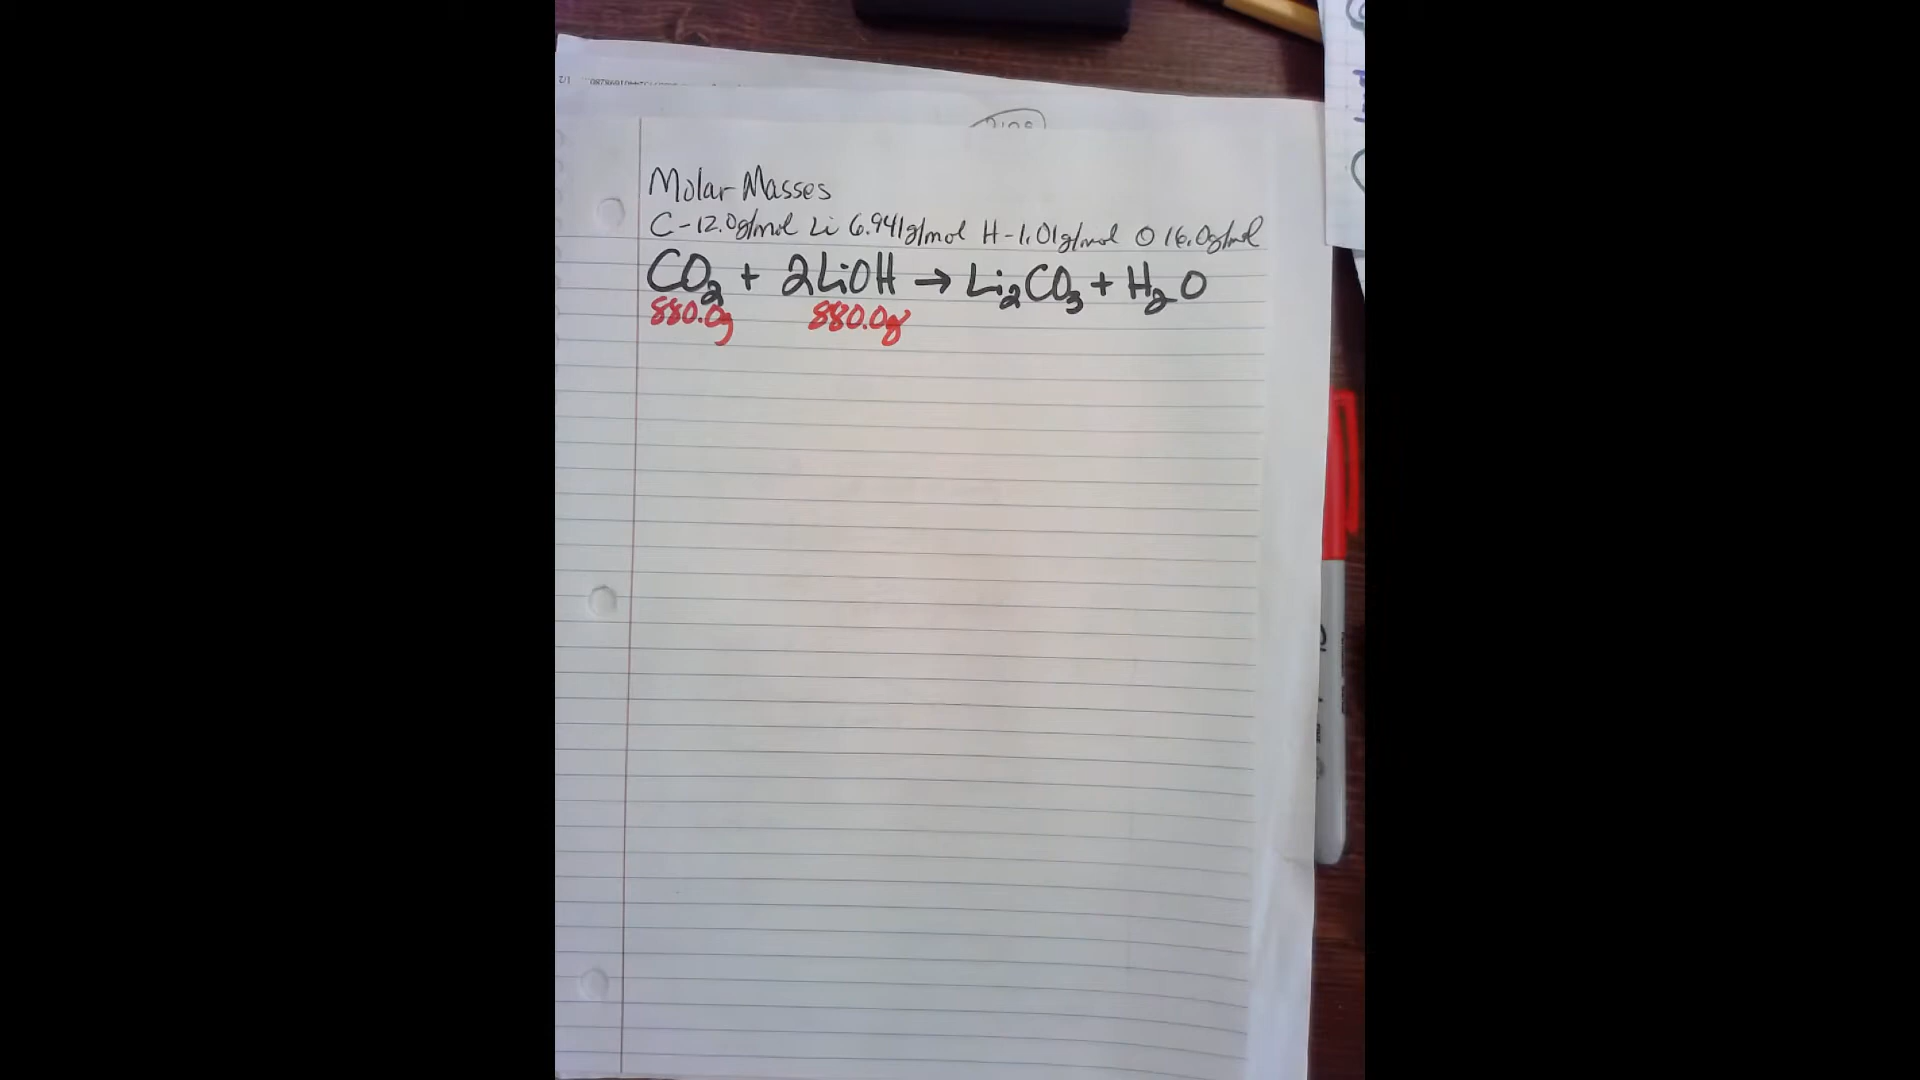 Molar Masses
C-12.0g/mol Li 6.941g/mol H-1.01g/mol O 16.0g/mol
CO₂ + 2LiOH → Li₂CO₃ + H₂O
880.0g 880.0g